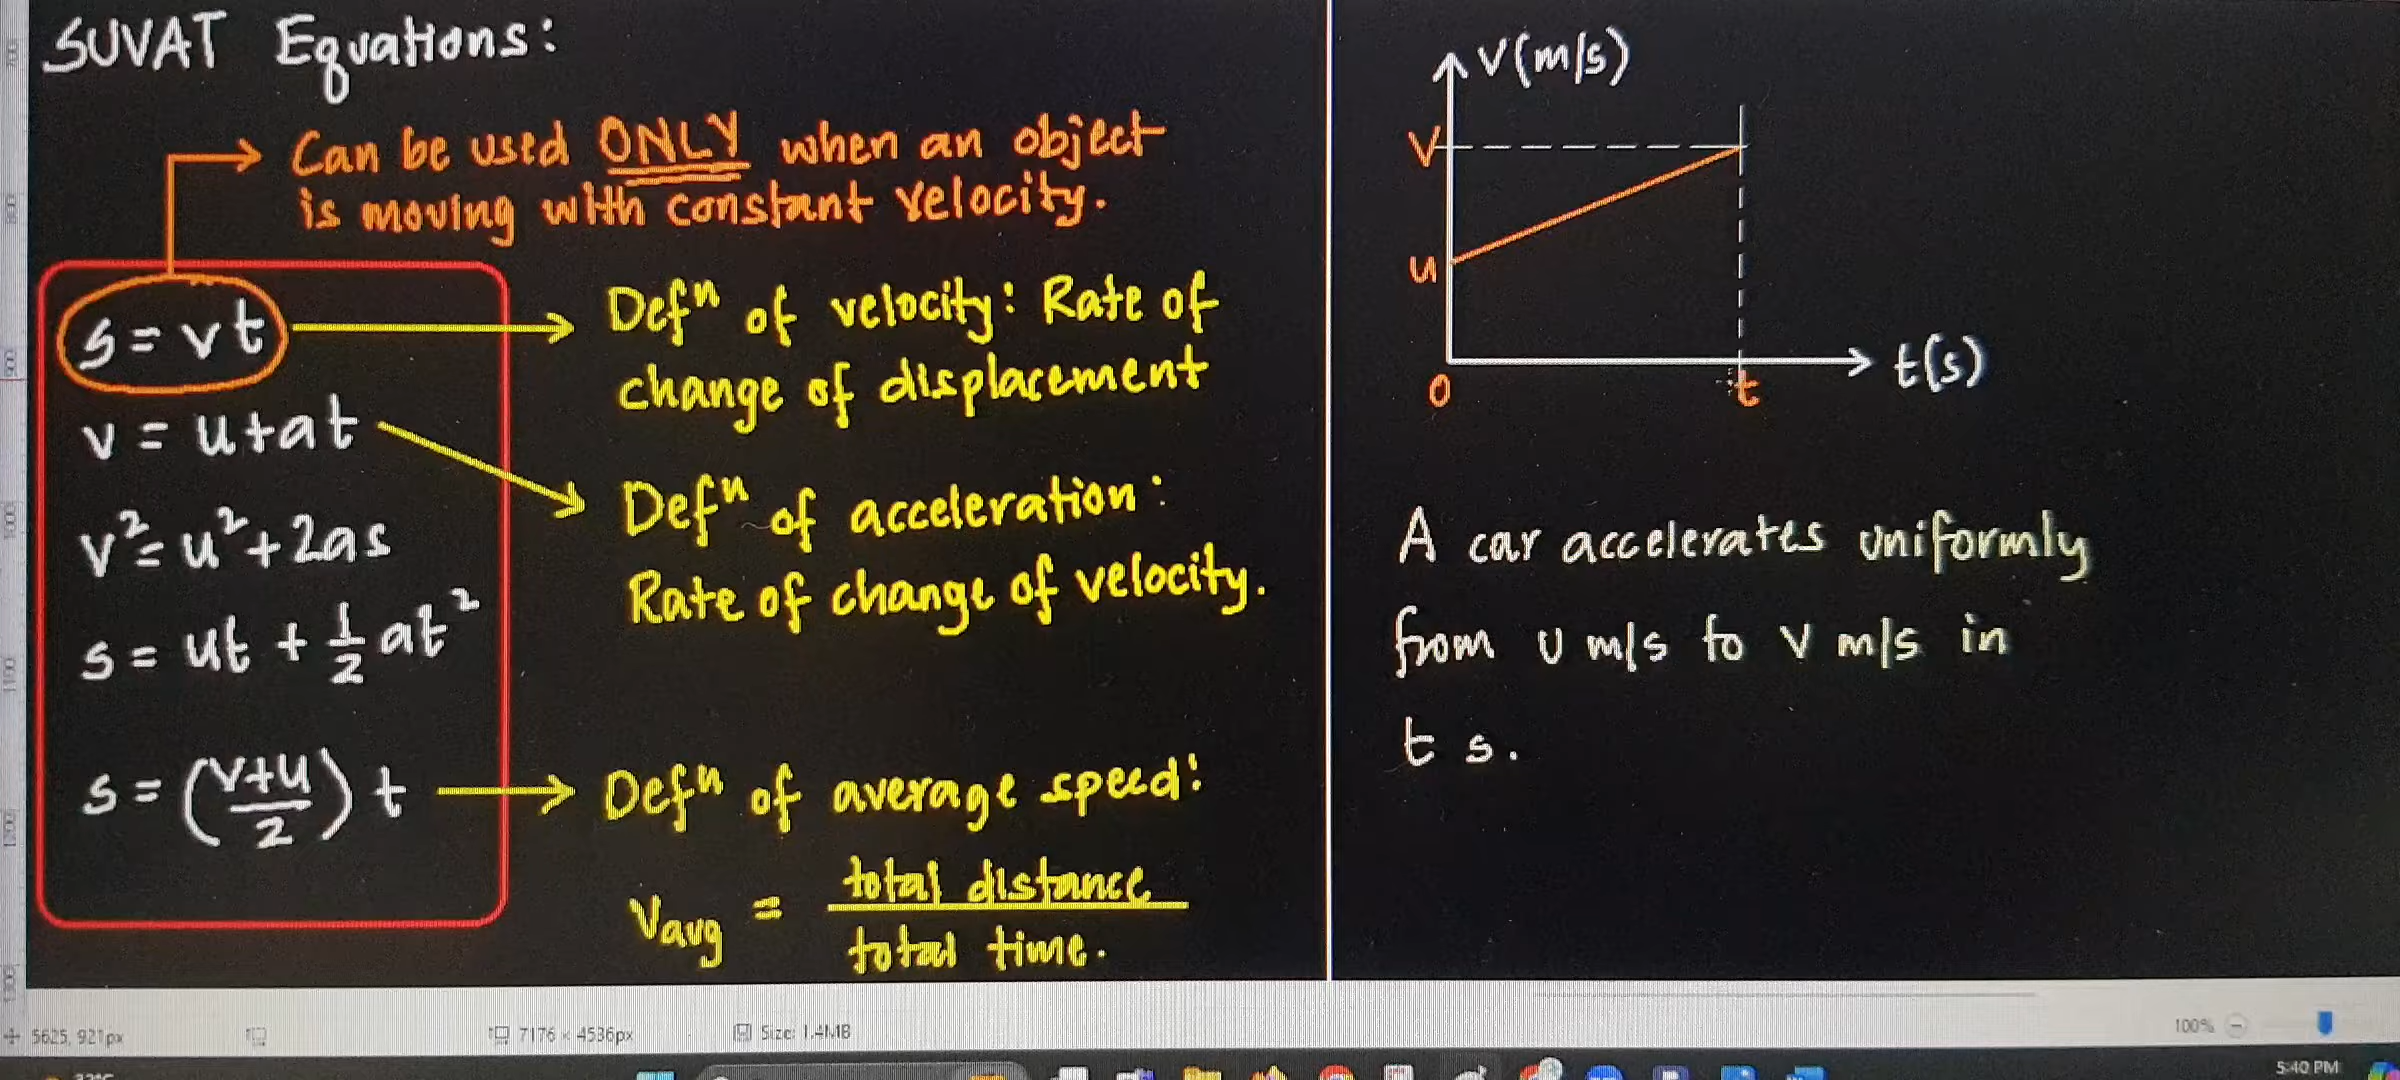 SUVAT Equations:
Can be used ONLY when an object
is moving with constant velocity.
s = vt
Defⁿ of velocity: Rate of
change of displacement
v = u+at
Defⁿ of acceleration:
Rate of change of velocity.
v² = u²+2as
s = ut + 1/2 at²
s = (v+u/2) t
Defⁿ of average speed:
Vavg = total distance
total time.
V(m/s)
V
u
0
t
t(s)
A car accelerates uniformly
from u m/s to v m/s in
t s.
5625, 921px
7176 × 4536px
Size: 1.4MB
100%
5:40 PM